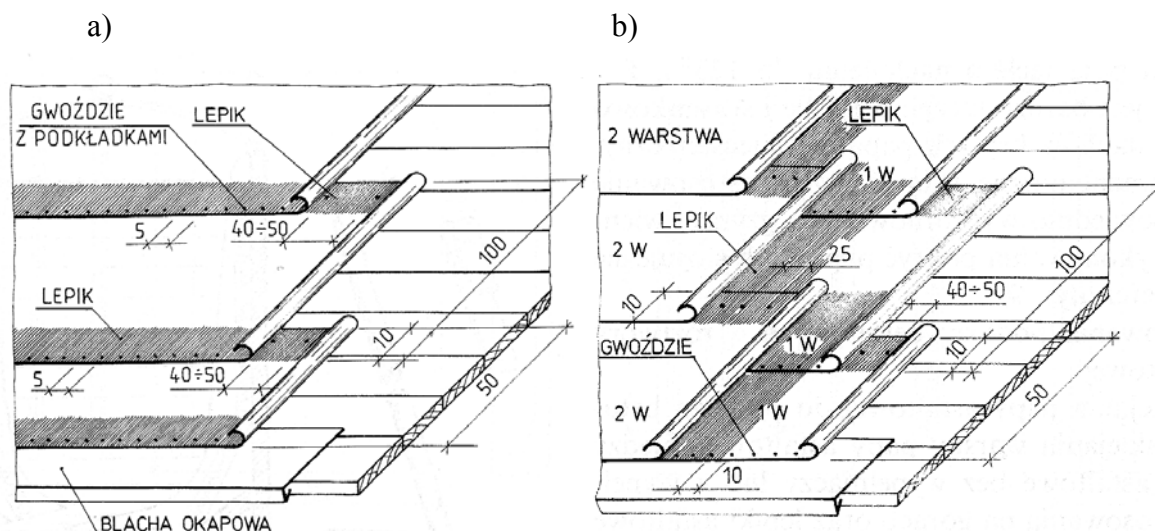 a)
b)
GWOŹDZIE
Z PODKŁADKAMI
LEPIK
5
40÷50
LEPIK
100
10
5
40÷50
50
BLACHA OKAPOWA
2 WARSTWA
LEPIK
1 W
LEPIK
2 W
25
100
10
40÷50
GWOŹDZIE
1 W
10
2 W
1 W
50
10